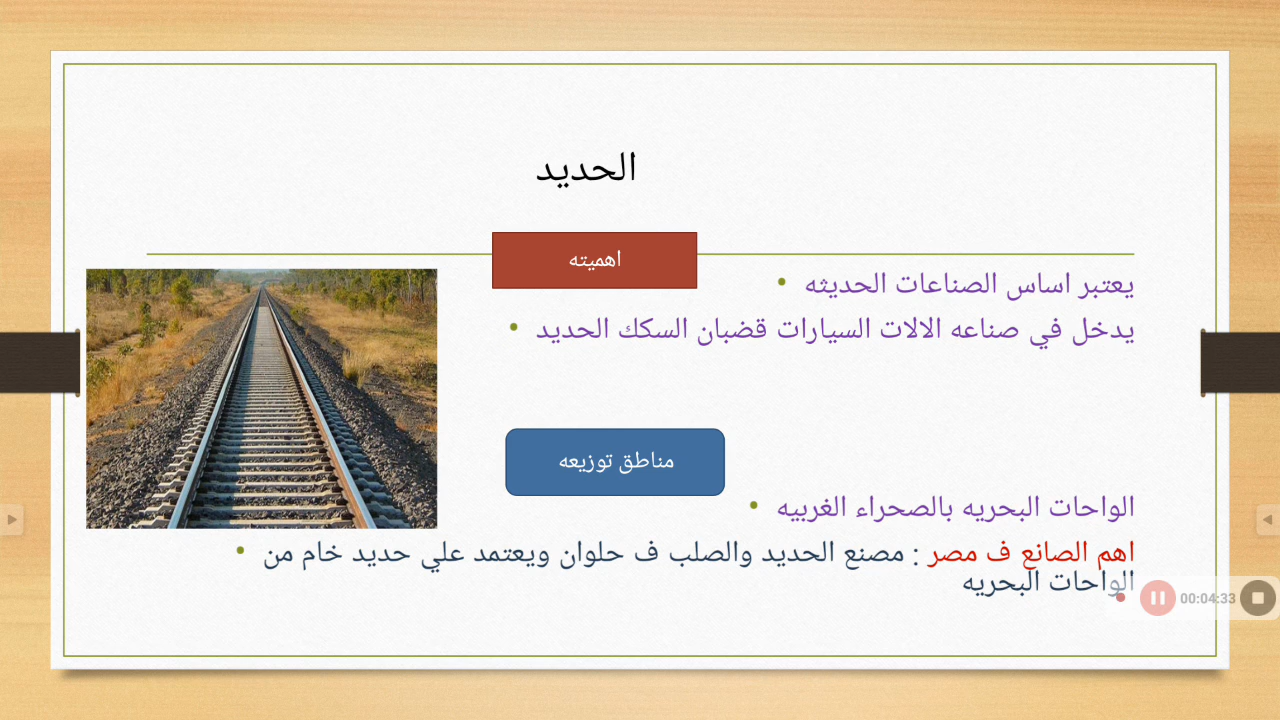 الحديد
اهميته
يعتبر اساس الصناعات الحديثه
يدخل في صناعه الالات السيارات قضبان السكك الحديد
مناطق توزيعه
الواحات البحريه بالصحراء الغربيه
اهم الصانع ف مصر : مصنع الحديد والصلب ف حلوان ويعتمد علي حديد خام من
الواحات البحريه
00:04:33